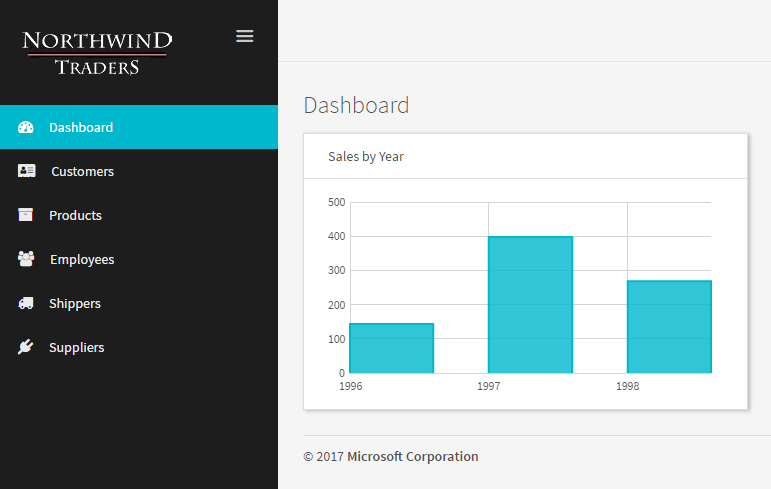 NORTHWIND
TRADERS
Dashboard
Customers
Products
Employees
Shippers
Suppliers
Dashboard
Sales by Year
500
400
300
200
100
0
1996 1997 1998
© 2017 Microsoft Corporation